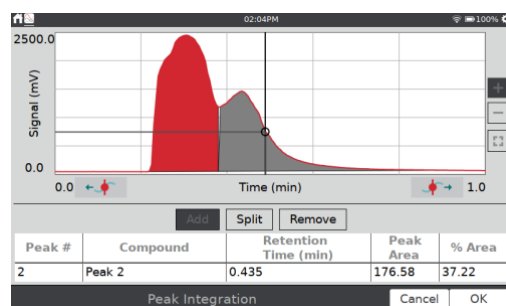 02:04PM 100%
2500.0
Signal (mV)
0.0
0.0 Time (min) 1.0
Add Split Remove
Peak # Compound Retention Time (min) Peak Area % Area
2 Peak 2 0.435 176.58 37.22
Peak Integration Cancel OK